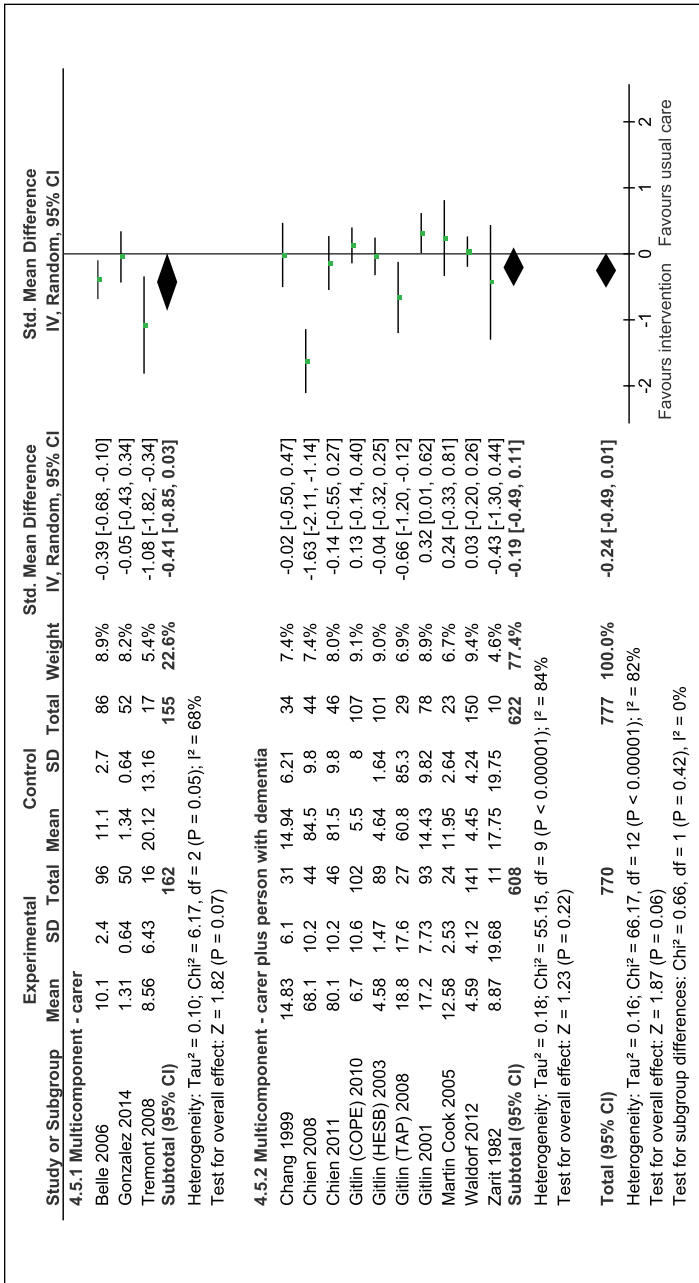 Experimental Control Std. Mean Difference Std. Mean Difference
Study or Subgroup Mean SD Total Mean SD Total Weight IV, Random, 95% CI IV, Random, 95% CI
4.5.1 Multicomponent - carer
Belle 2006 10.1 2.4 96 11.1 2.7 86 8.9% -0.39 [-0.68, -0.10]
Gonzalez 2014 1.31 0.64 50 1.34 0.64 52 8.2% -0.05 [-0.43, 0.34]
Tremont 2008 8.56 6.43 16 20.12 13.16 17 5.4% -1.08 [-1.82, -0.34]
Subtotal (95% CI) 162 155 22.6% -0.41 [-0.85, 0.03]
Heterogeneity: Tau² = 0.10; Chi² = 6.17, df = 2 (P = 0.05); I² = 68%
Test for overall effect: Z = 1.82 (P = 0.07)
4.5.2 Multicomponent - carer plus person with dementia
Chang 1999 14.83 6.1 31 14.94 6.21 34 7.4% -0.02 [-0.50, 0.47]
Chien 2008 68.1 10.2 44 84.5 9.8 44 7.4% -1.63 [-2.11, -1.14]
Chien 2011 80.1 10.2 46 81.5 9.8 46 8.0% -0.14 [-0.55, 0.27]
Gitlin (COPE) 2010 6.7 10.6 102 5.5 8 107 9.1% 0.13 [-0.14, 0.40]
Gitlin (HESB) 2003 4.58 1.47 89 4.64 1.64 101 9.0% -0.04 [-0.32, 0.25]
Gitlin (TAP) 2008 18.8 17.6 27 60.8 85.3 29 6.9% -0.66 [-1.20, -0.12]
Gitlin 2001 17.2 7.73 93 14.43 9.82 78 8.9% 0.32 [0.01, 0.62]
Martin Cook 2005 12.58 2.53 24 11.95 2.64 23 6.7% 0.24 [-0.33, 0.81]
Waldorf 2012 4.59 4.12 141 4.45 4.24 150 9.4% 0.03 [-0.20, 0.26]
Zarit 1982 8.87 19.68 11 17.75 19.75 10 4.6% -0.43 [-1.30, 0.44]
Subtotal (95% CI) 608 622 77.4% -0.19 [-0.49, 0.11]
Heterogeneity: Tau² = 0.18; Chi² = 55.15, df = 9 (P < 0.00001); I² = 84%
Test for overall effect: Z = 1.23 (P = 0.22)
Total (95% CI) 770 777 100.0% -0.24 [-0.49, 0.01]
Heterogeneity: Tau² = 0.16; Chi² = 66.17, df = 12 (P < 0.00001); I² = 82%
Test for overall effect: Z = 1.87 (P = 0.06)
Test for subgroup differences: Chi² = 0.66, df = 1 (P = 0.42), I² = 0%
-2 -1 0 1 2
Favours intervention Favours usual care